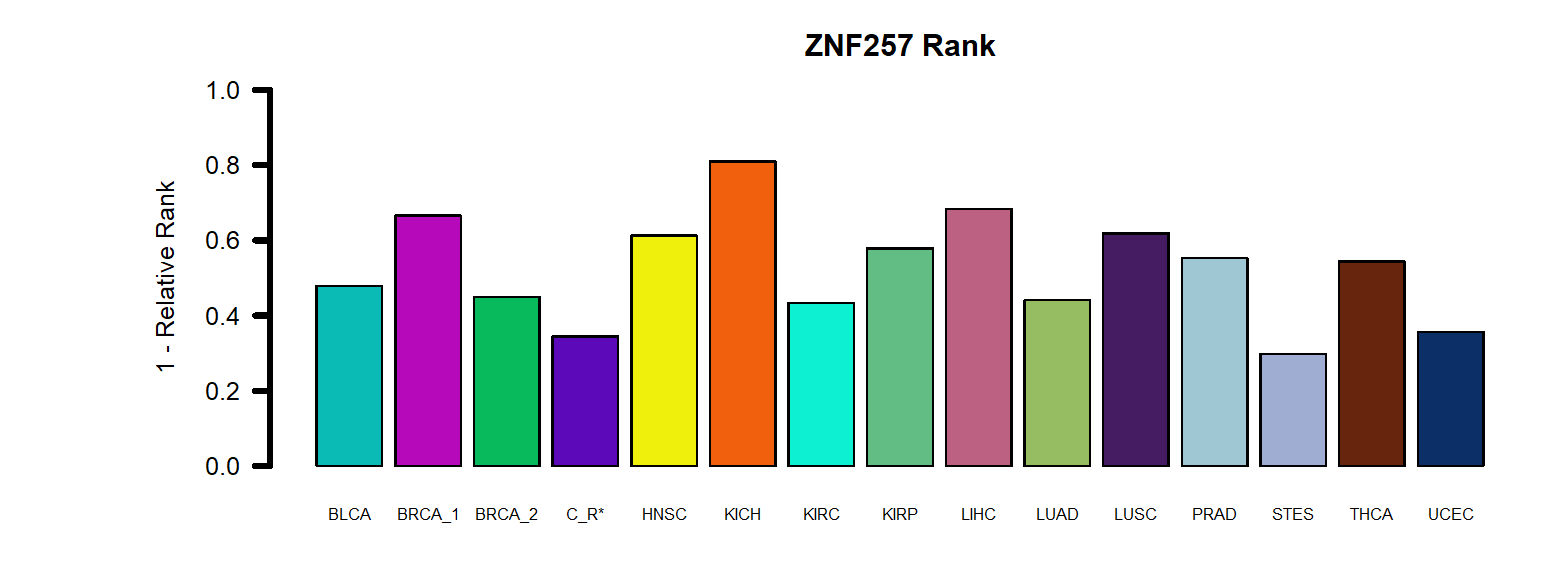 ZNF257 Rank
1 - Relative Rank
1.0
0.8
0.6
0.4
0.2
0.0
BLCA BRCA_1 BRCA_2 C_R* HNSC KICH KIRC KIRP LIHC LUAD LUSC PRAD STES THCA UCEC